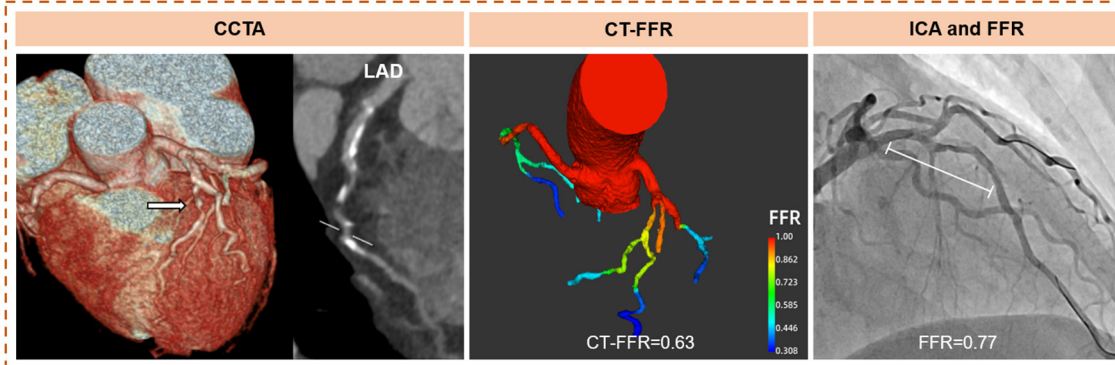 CCTA
CT-FFR
ICA and FFR
LAD
FFR
1.00
0.862
0.723
0.585
0.446
0.308
CT-FFR=0.63
FFR=0.77